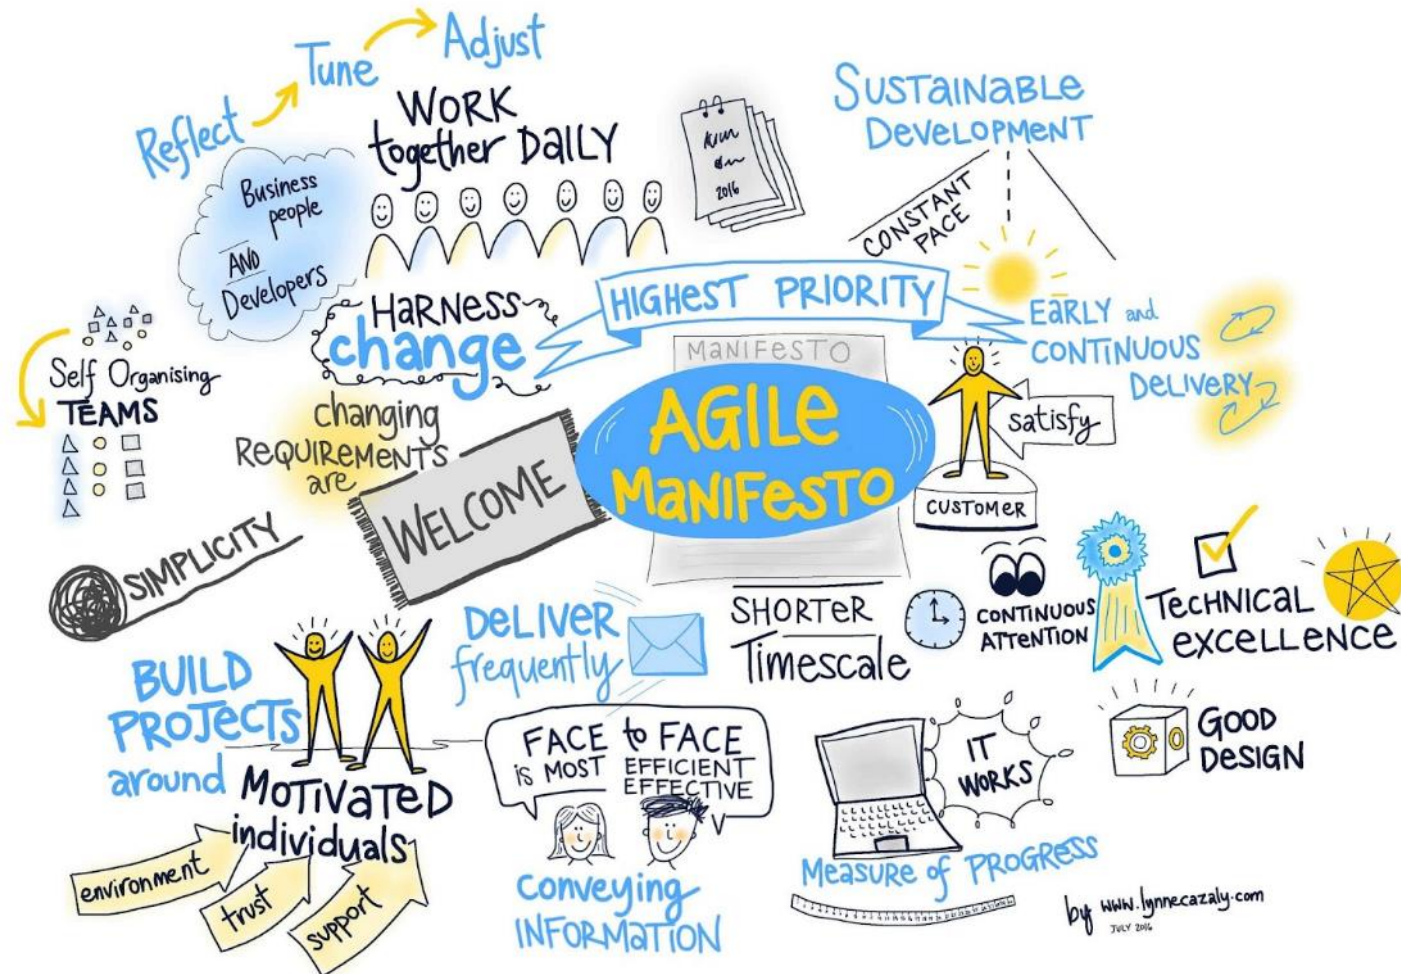 Reflect
Tune
Adjust
WORK
together DAILY
Business
people
AND
Developers
2016
SUSTAINABLE
DEVELOPMENT
CONSTANT
PACE
HARNESS
change
HIGHEST PRIORITY
EARLY and
CONTINUOUS
DELIVERY
Self Organising
TEAMS
changing
REQUIREMENTS
are
WELCOME
MANIFESTO
AGILE
MANIFESTO
satisfy
CUSTOMER
SIMPLICITY
DELIVER
frequently
SHORTER
Timescale
CONTINUOUS
ATTENTION
TECHNICAL
EXCELLENCE
BUILD
PROJECTS
around
MOTIVATED
individuals
environment
trust
support
FACE to FACE
is MOST EFFICIENT
EFFECTIVE
conveying
INFORMATION
IT
WORKS
MEASURE of PROGRESS
GOOD
DESIGN
by www.lynnecazaly.com
JULY 2016